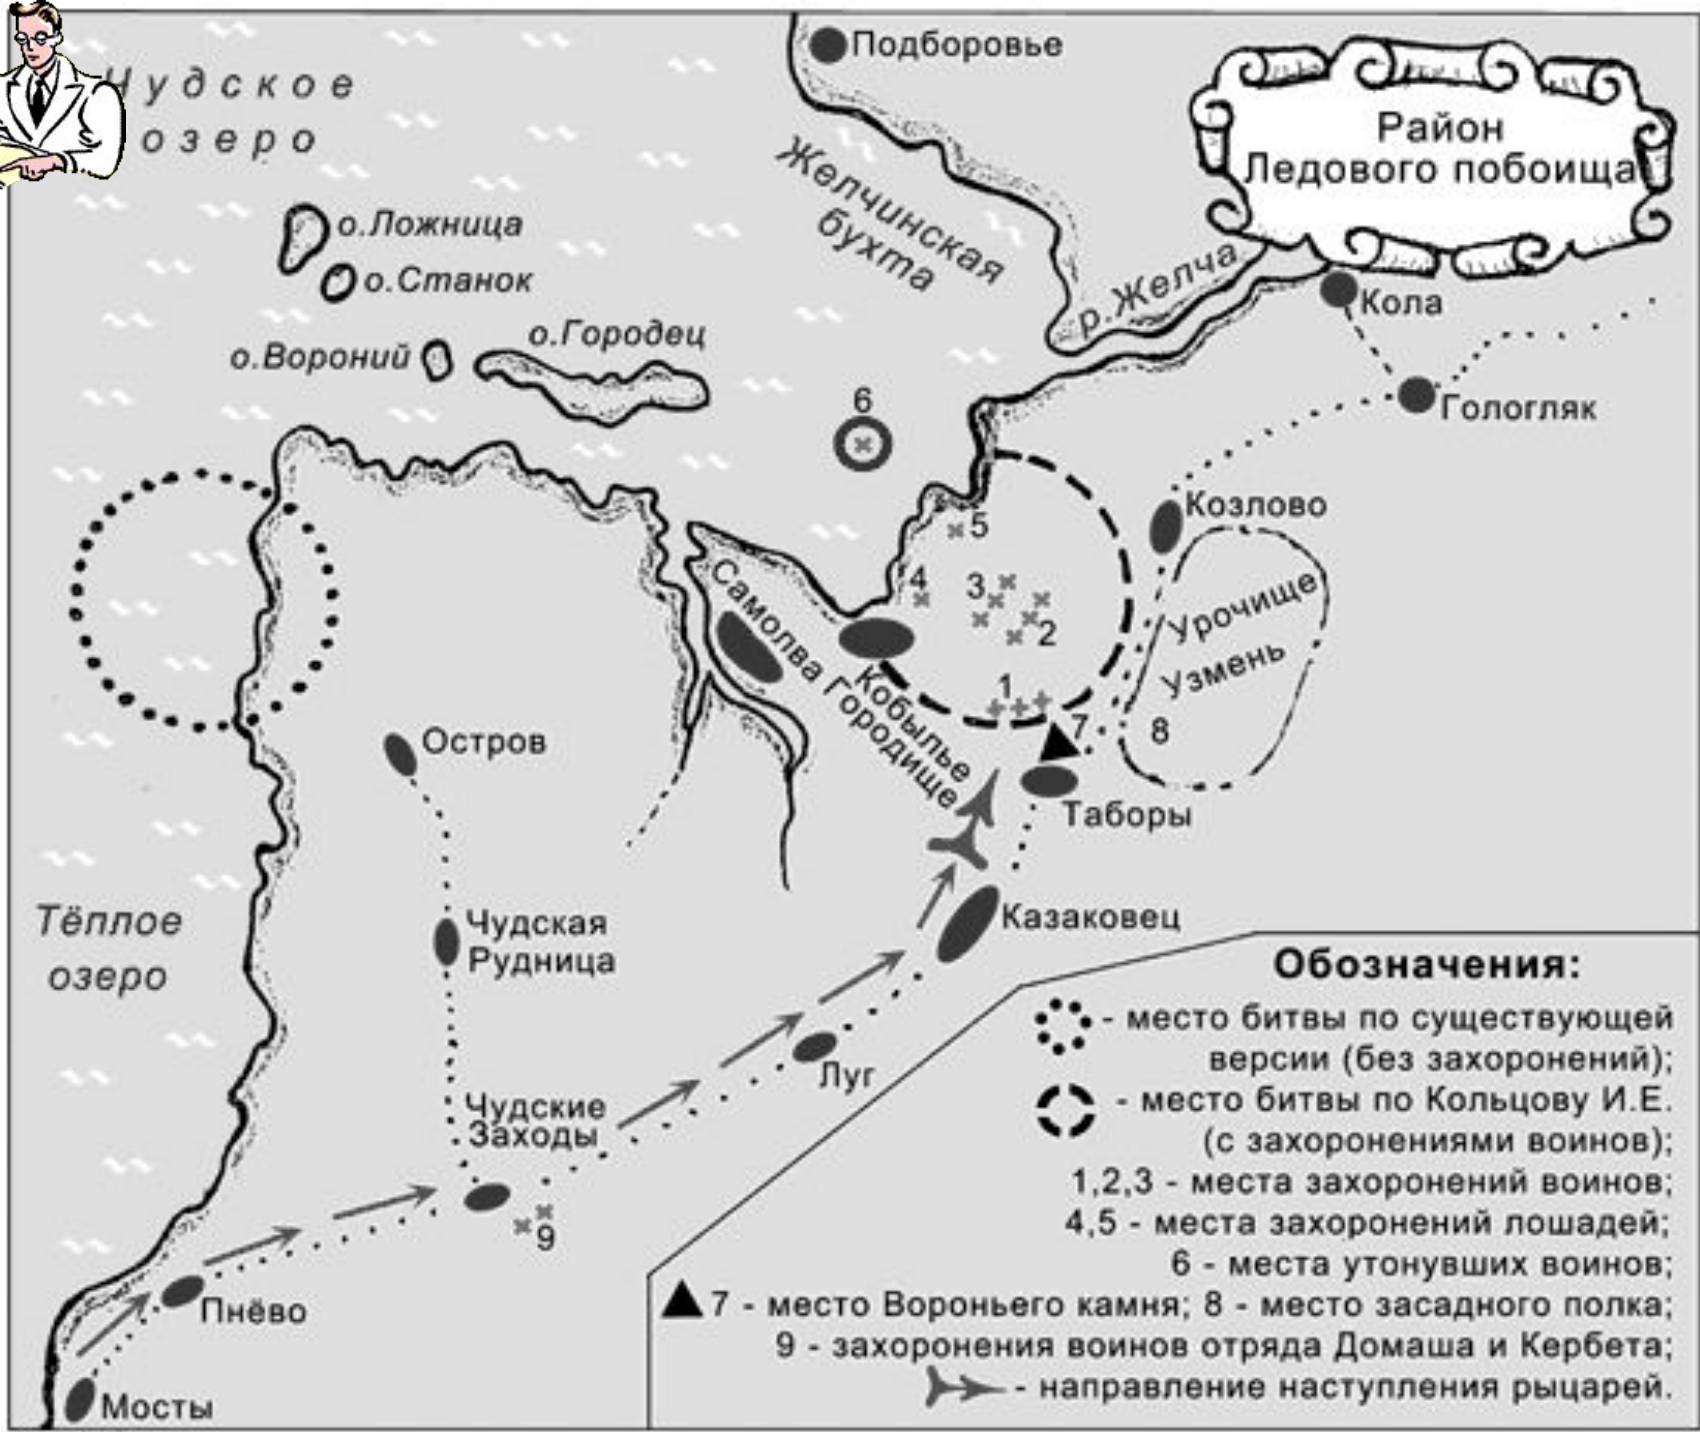 Чудское
озеро
Подборовье
Район
Ледового побоища
Желчинская
бухта
о.Ложница
о.Станок
р.Желча
Кола
о.Городец
о.Вороний
6
Гологляк
Козлово
5
4
3
2
1
Урочище
Узмень
8
7
Самолва
Кобылье
Городище
Остров
Таборы
Тёплое
озеро
Чудская
Рудница
Казаковец
Луг
Чудские
Заходы
9
Пнёво
Мосты
Обозначения:
- место битвы по существующей
версии (без захоронений);
- место битвы по Кольцову И.Е.
(с захоронениями воинов);
1,2,3 - места захоронений воинов;
4,5 - места захоронений лошадей;
6 - места утонувших воинов;
7 - место Вороньего камня; 8 - место засадного полка;
9 - захоронения воинов отряда Домаша и Кербета;
- направление наступления рыцарей.